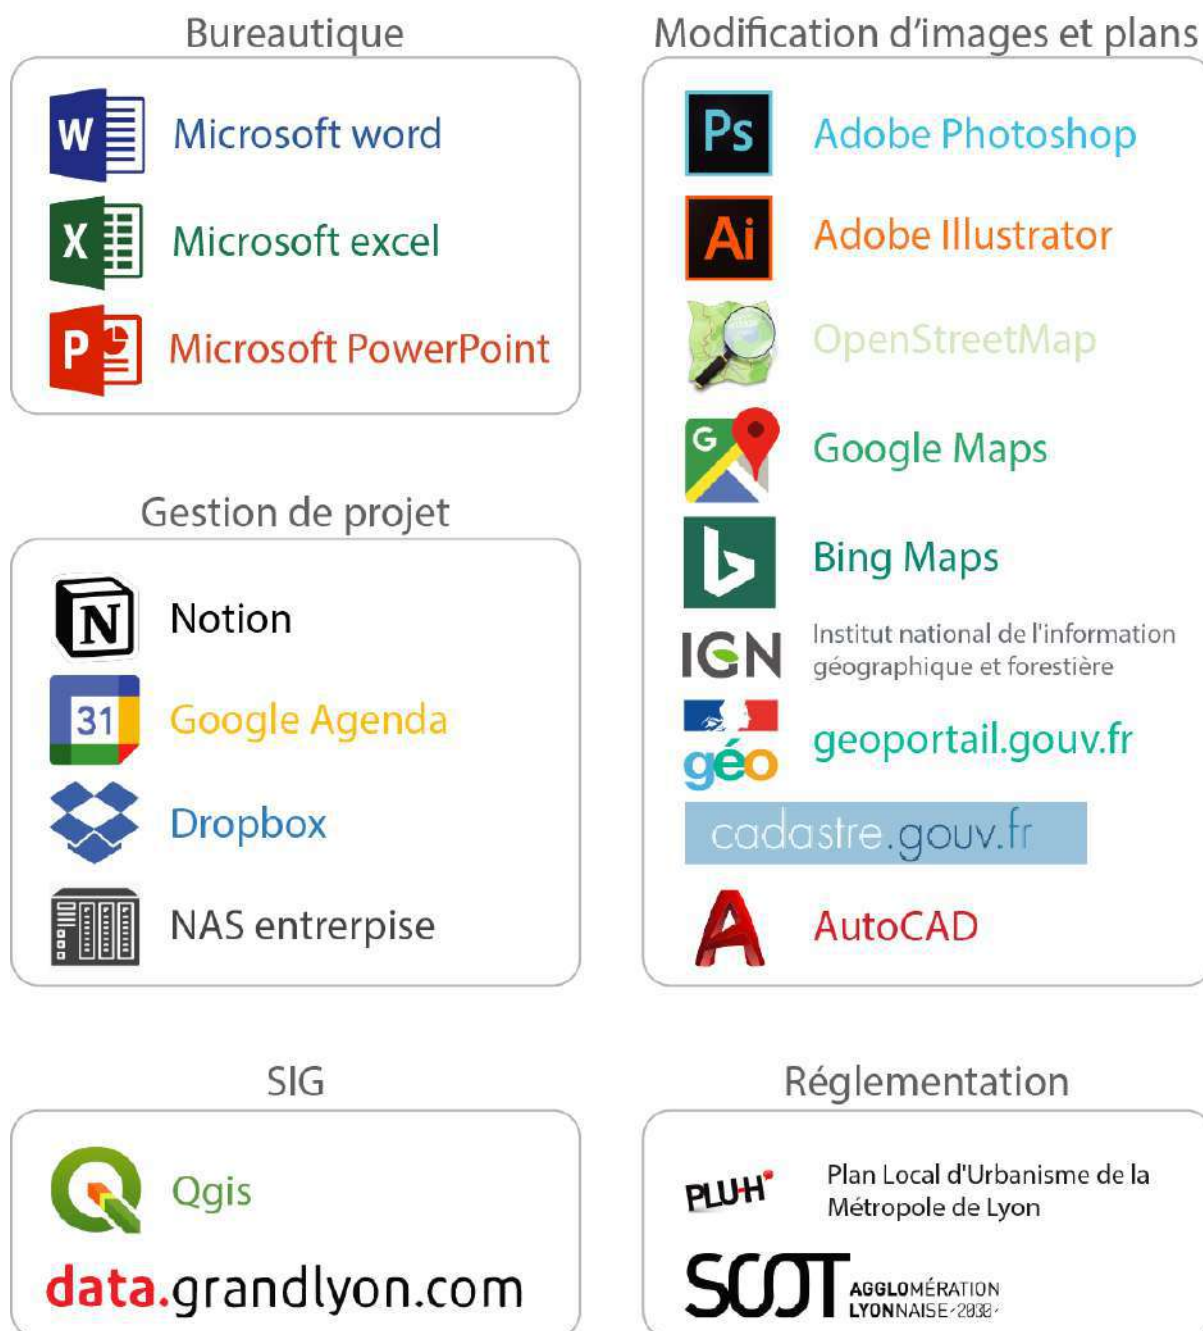 Bureautique
W
Microsoft word
X
Microsoft excel
P
Microsoft PowerPoint
Gestion de projet
N
Notion
31
Google Agenda
Dropbox
NAS entrerpise
Modification d’images et plans
Ps
Adobe Photoshop
Ai
Adobe Illustrator
OpenStreetMap
G
Google Maps
b
Bing Maps
IGN
Institut national de l'information
géographique et forestière
géo
geoportail.gouv.fr
cadastre.gouv.fr
A
AutoCAD
SIG
Q
Qgis
data.grandlyon.com
Réglementation
PLU-H
Plan Local d'Urbanisme de la
Métropole de Lyon
SCOT
AGGLOMÉRATION
LYONNAISE-2030-